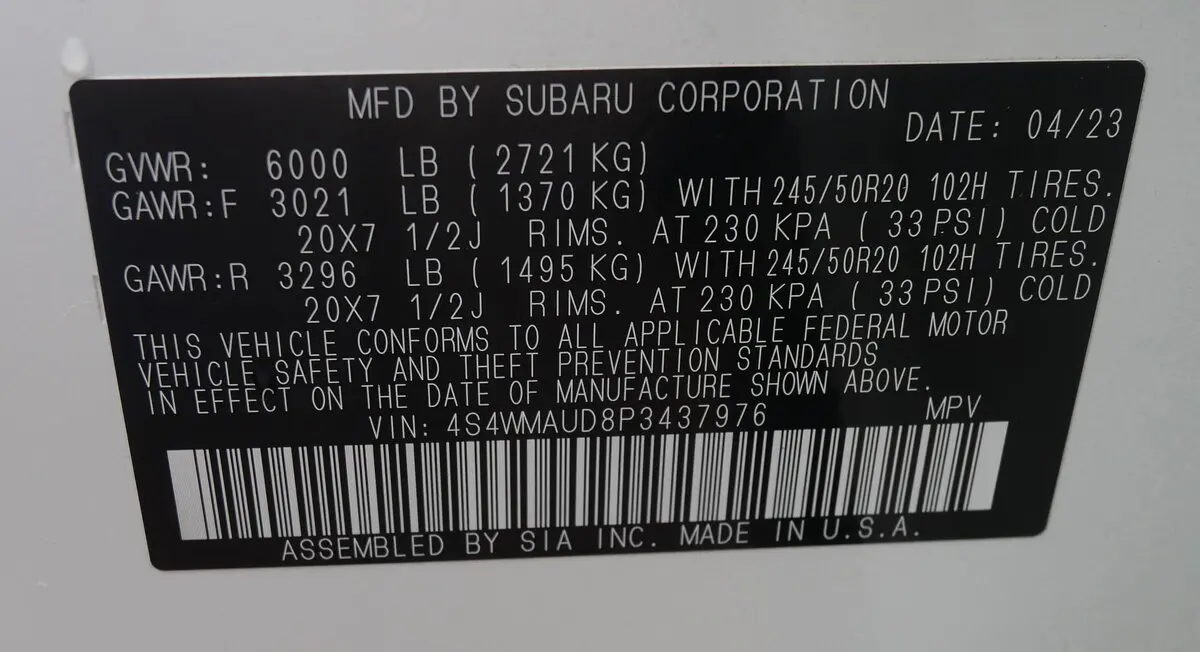 MFD BY SUBARU CORPORATION
DATE: 04/23
GVWR: 6000 LB ( 2721 KG)
GAWR:F 3021 LB ( 1370 KG) WITH 245/50R20 102H TIRES.
20X7 1/2J RIMS. AT 230 KPA ( 33 PSI) COLD
GAWR:R 3296 LB ( 1495 KG) WITH 245/50R20 102H TIRES.
20X7 1/2J RIMS. AT 230 KPA ( 33 PSI) COLD
THIS VEHICLE CONFORMS TO ALL APPLICABLE FEDERAL MOTOR
VEHICLE SAFETY AND THEFT PREVENTION STANDARDS
IN EFFECT ON THE DATE OF MANUFACTURE SHOWN ABOVE.
VIN: 4S4WMAUD8P3437976 MPV
ASSEMBLED BY SIA INC. MADE IN U.S.A.